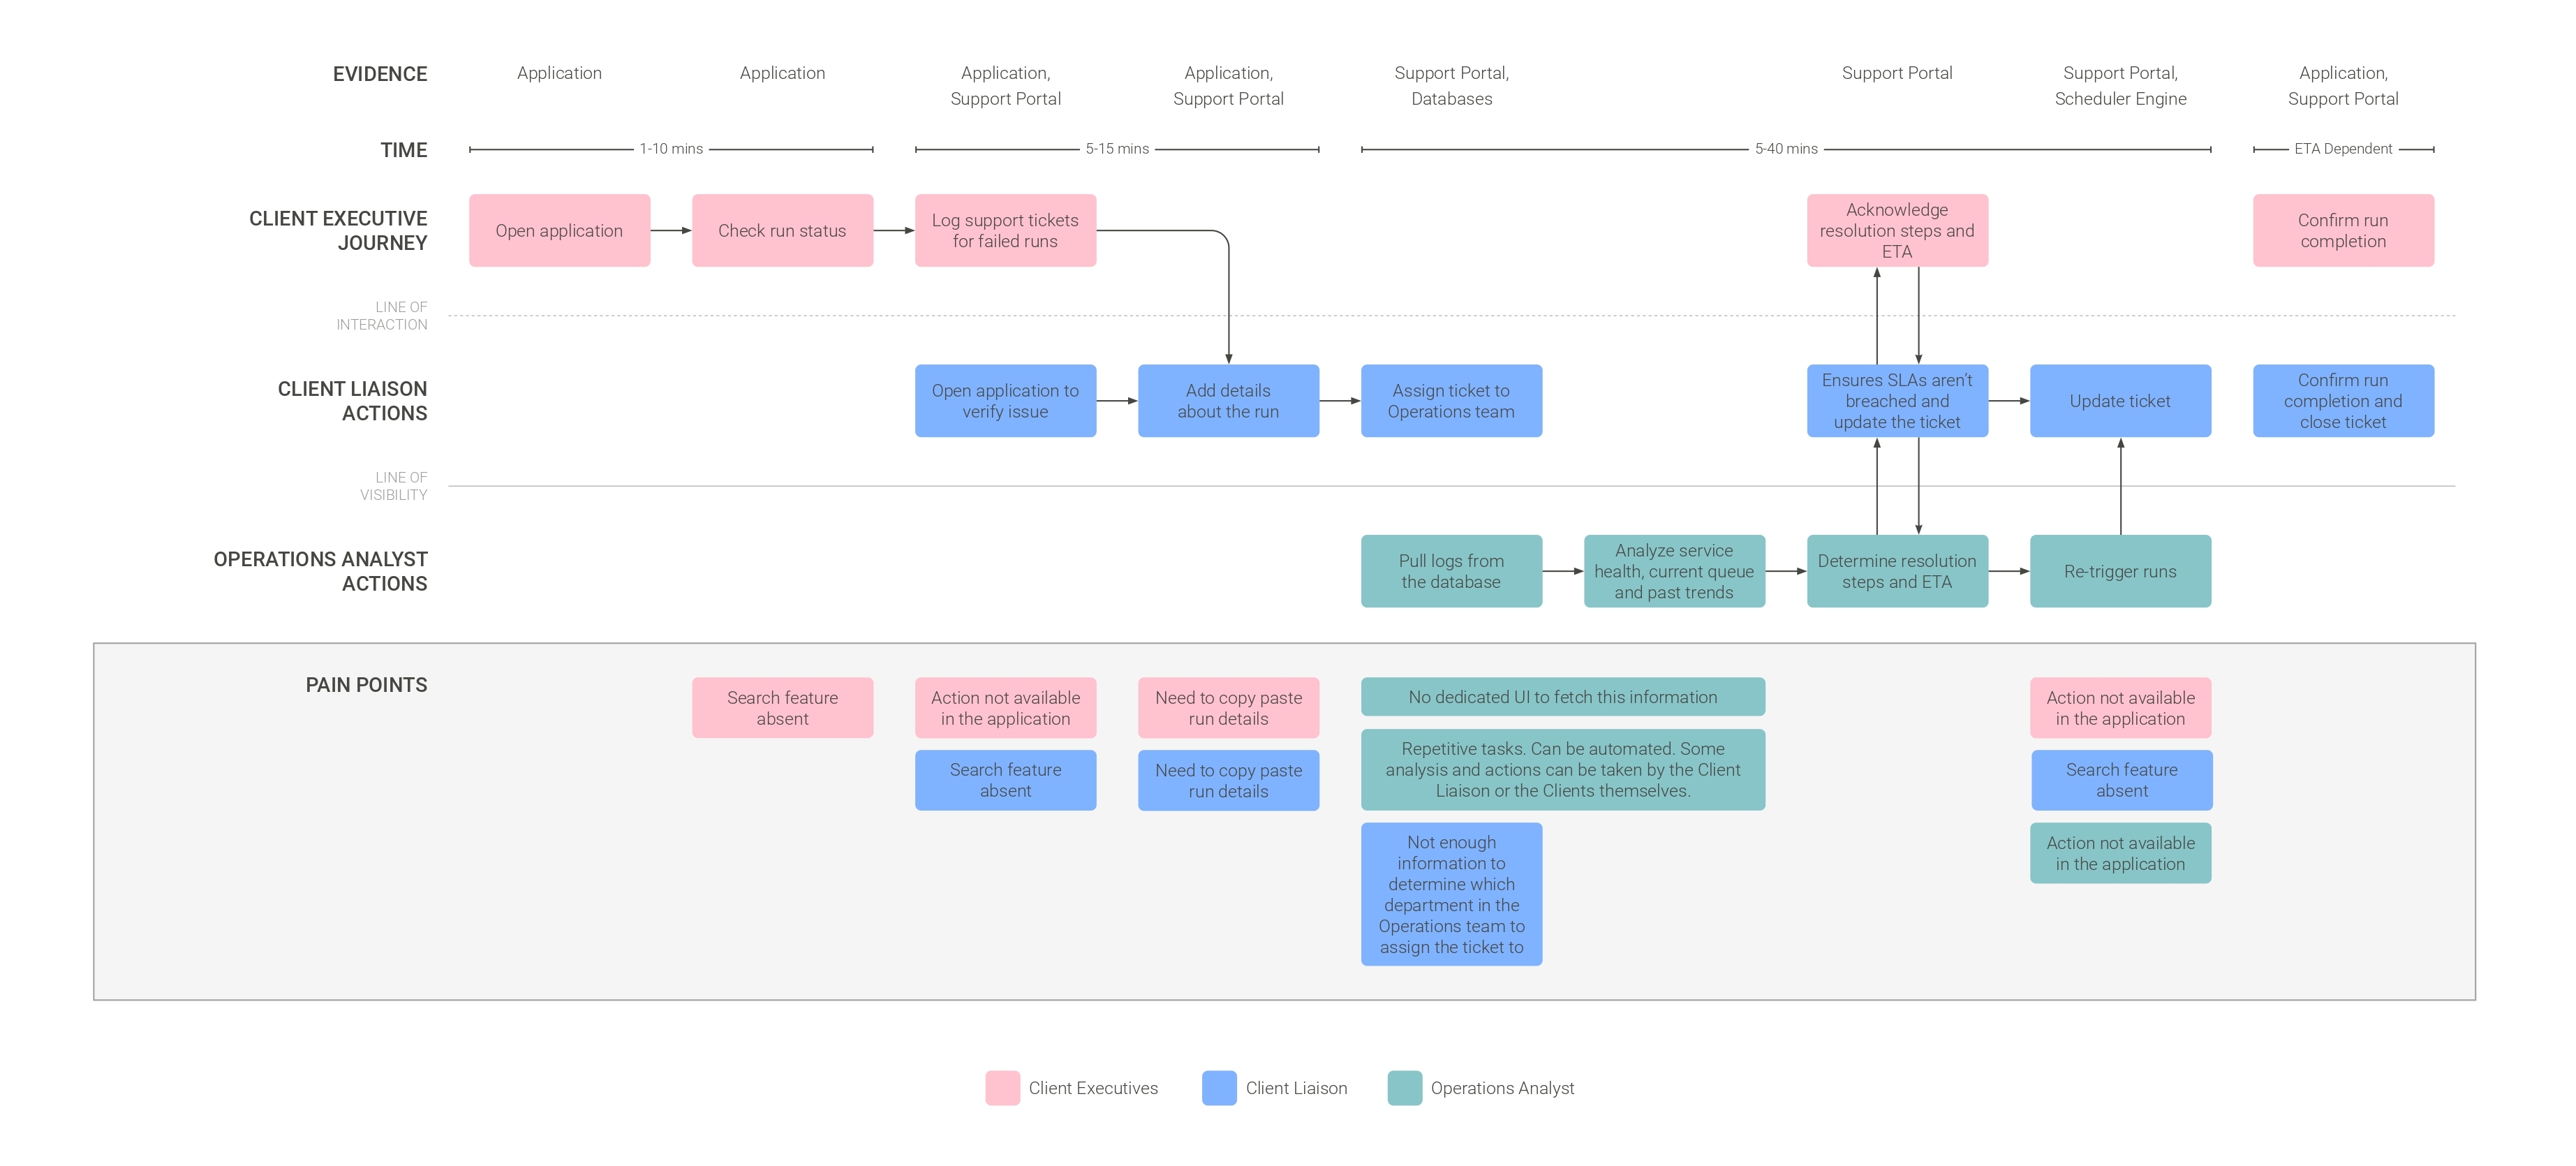 EVIDENCE
Application
Application
Application,
Support Portal
Application,
Support Portal
Support Portal,
Databases
Support Portal
Support Portal,
Scheduler Engine
Application,
Support Portal
TIME
1-10 mins
5-15 mins
5-40 mins
ETA Dependent
CLIENT EXECUTIVE
JOURNEY
Open application
Check run status
Log support tickets
for failed runs
Acknowledge
resolution steps and
ETA
Confirm run
completion
LINE OF
INTERACTION
CLIENT LIAISON
ACTIONS
Open application to
verify issue
Add details
about the run
Assign ticket to
Operations team
Ensures SLAs aren't
breached and
update the ticket
Update ticket
Confirm run
completion and
close ticket
LINE OF
VISIBILITY
OPERATIONS ANALYST
ACTIONS
Pull logs from
the database
Analyze service
health, current queue
and past trends
Determine resolution
steps and ETA
Re-trigger runs
PAIN POINTS
Search feature
absent
Action not available
in the application
Search feature
absent
Need to copy paste
run details
Need to copy paste
run details
No dedicated UI to fetch this information
Repetitive tasks. Can be automated. Some
analysis and actions can be taken by the Client
Liaison or the Clients themselves.
Not enough
information to
determine which
department in the
Operations team to
assign the ticket to
Action not available
in the application
Search feature
absent
Action not available
in the application
Client Executives
Client Liaison
Operations Analyst